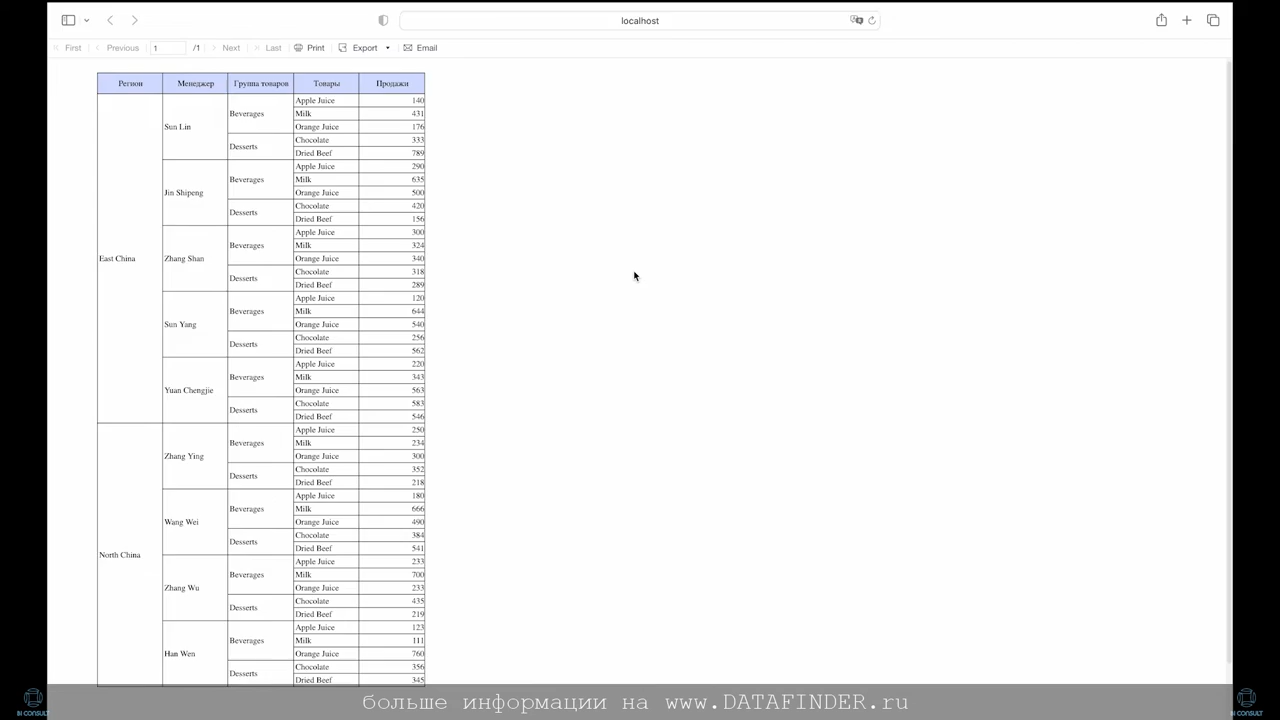 localhost
First Previous 1 /1 Next Last Print Export Email
Регион Менеджер Группа товаров Товары Продажи
East China Sun Lin Beverages Apple Juice 140
Milk 431
Orange Juice 176
Desserts Chocolate 333
Dried Beef 789
Jin Shipeng Beverages Apple Juice 290
Milk 635
Orange Juice 500
Desserts Chocolate 420
Dried Beef 156
Zhang Shan Beverages Apple Juice 300
Milk 324
Orange Juice 340
Desserts Chocolate 318
Dried Beef 289
Sun Yang Beverages Apple Juice 120
Milk 644
Orange Juice 540
Desserts Chocolate 256
Dried Beef 562
Yuan Chengjie Beverages Apple Juice 220
Milk 343
Orange Juice 563
Desserts Chocolate 583
Dried Beef 546
North China Zhang Ying Beverages Apple Juice 250
Milk 234
Orange Juice 300
Desserts Chocolate 352
Dried Beef 218
Wang Wei Beverages Apple Juice 180
Milk 666
Orange Juice 490
Desserts Chocolate 384
Dried Beef 541
Zhang Wu Beverages Apple Juice 233
Milk 700
Orange Juice 233
Desserts Chocolate 435
Dried Beef 219
Han Wen Beverages Apple Juice 123
Milk 111
Orange Juice 760
Desserts Chocolate 356
Dried Beef 345
больше информации на www.DATAFINDER.ru
BI CONSULT
BI CONSULT